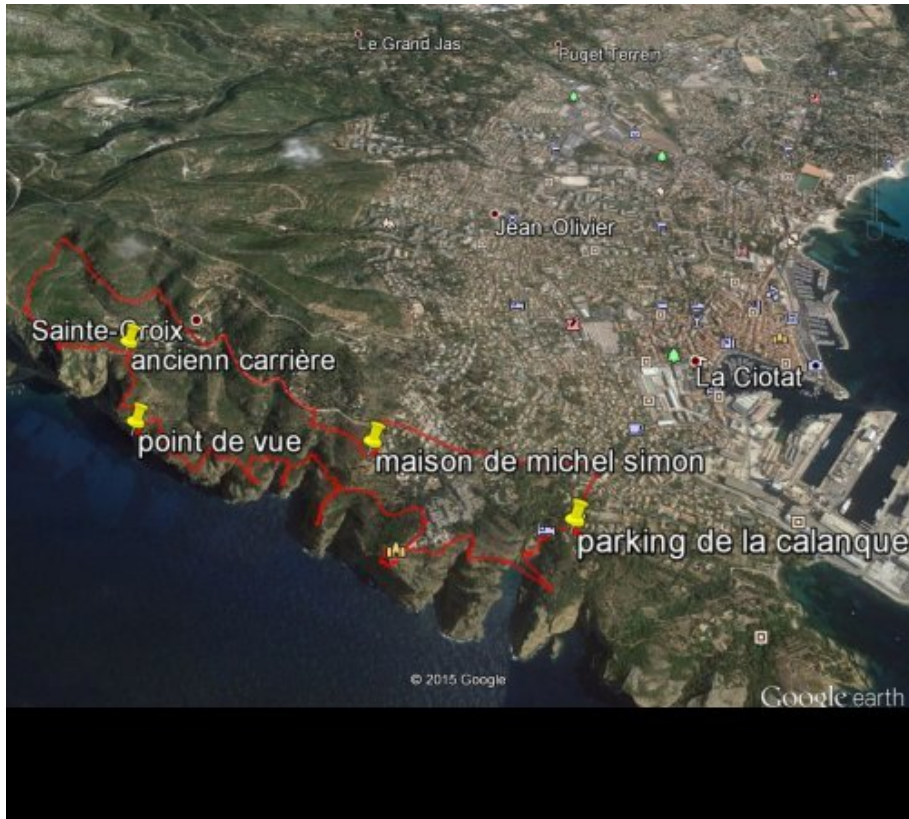 Le Grand Jas
Puget Terrein
Jean-Olivier
Sainte-Croix
ancienn carrière
La Ciotat
point de vue
maison de michel simon
parking de la calanque
© 2015 Google
Google earth